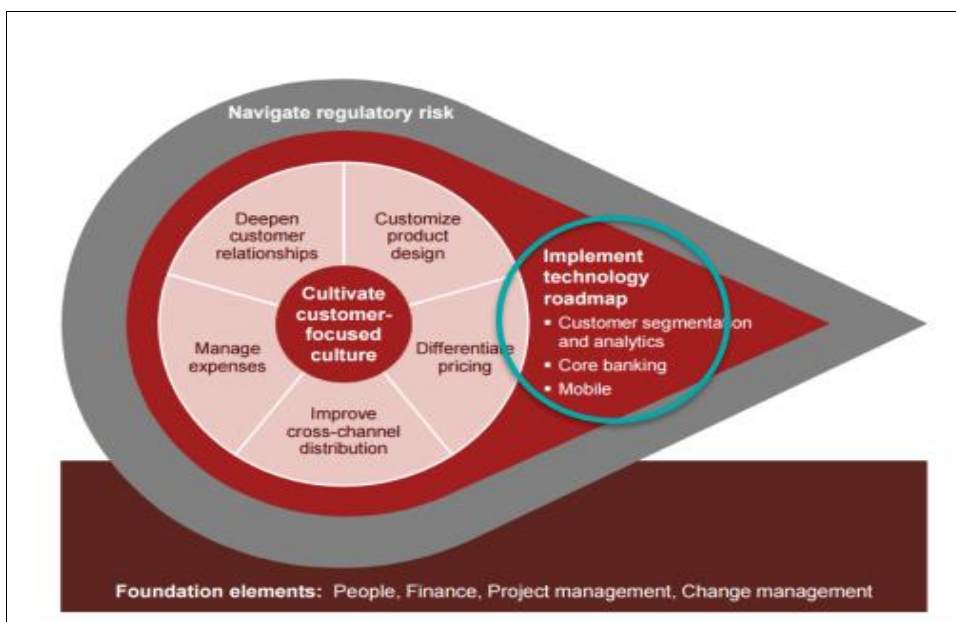 Navigate regulatory risk
Deepen
customer
relationships
Customize
product
design
Cultivate
customer-
focused
culture
Manage
expenses
Differentiate
pricing
Improve
cross-channel
distribution
Implement
technology
roadmap
▪ Customer segmentation
and analytics
▪ Core banking
▪ Mobile
Foundation elements: People, Finance, Project management, Change management